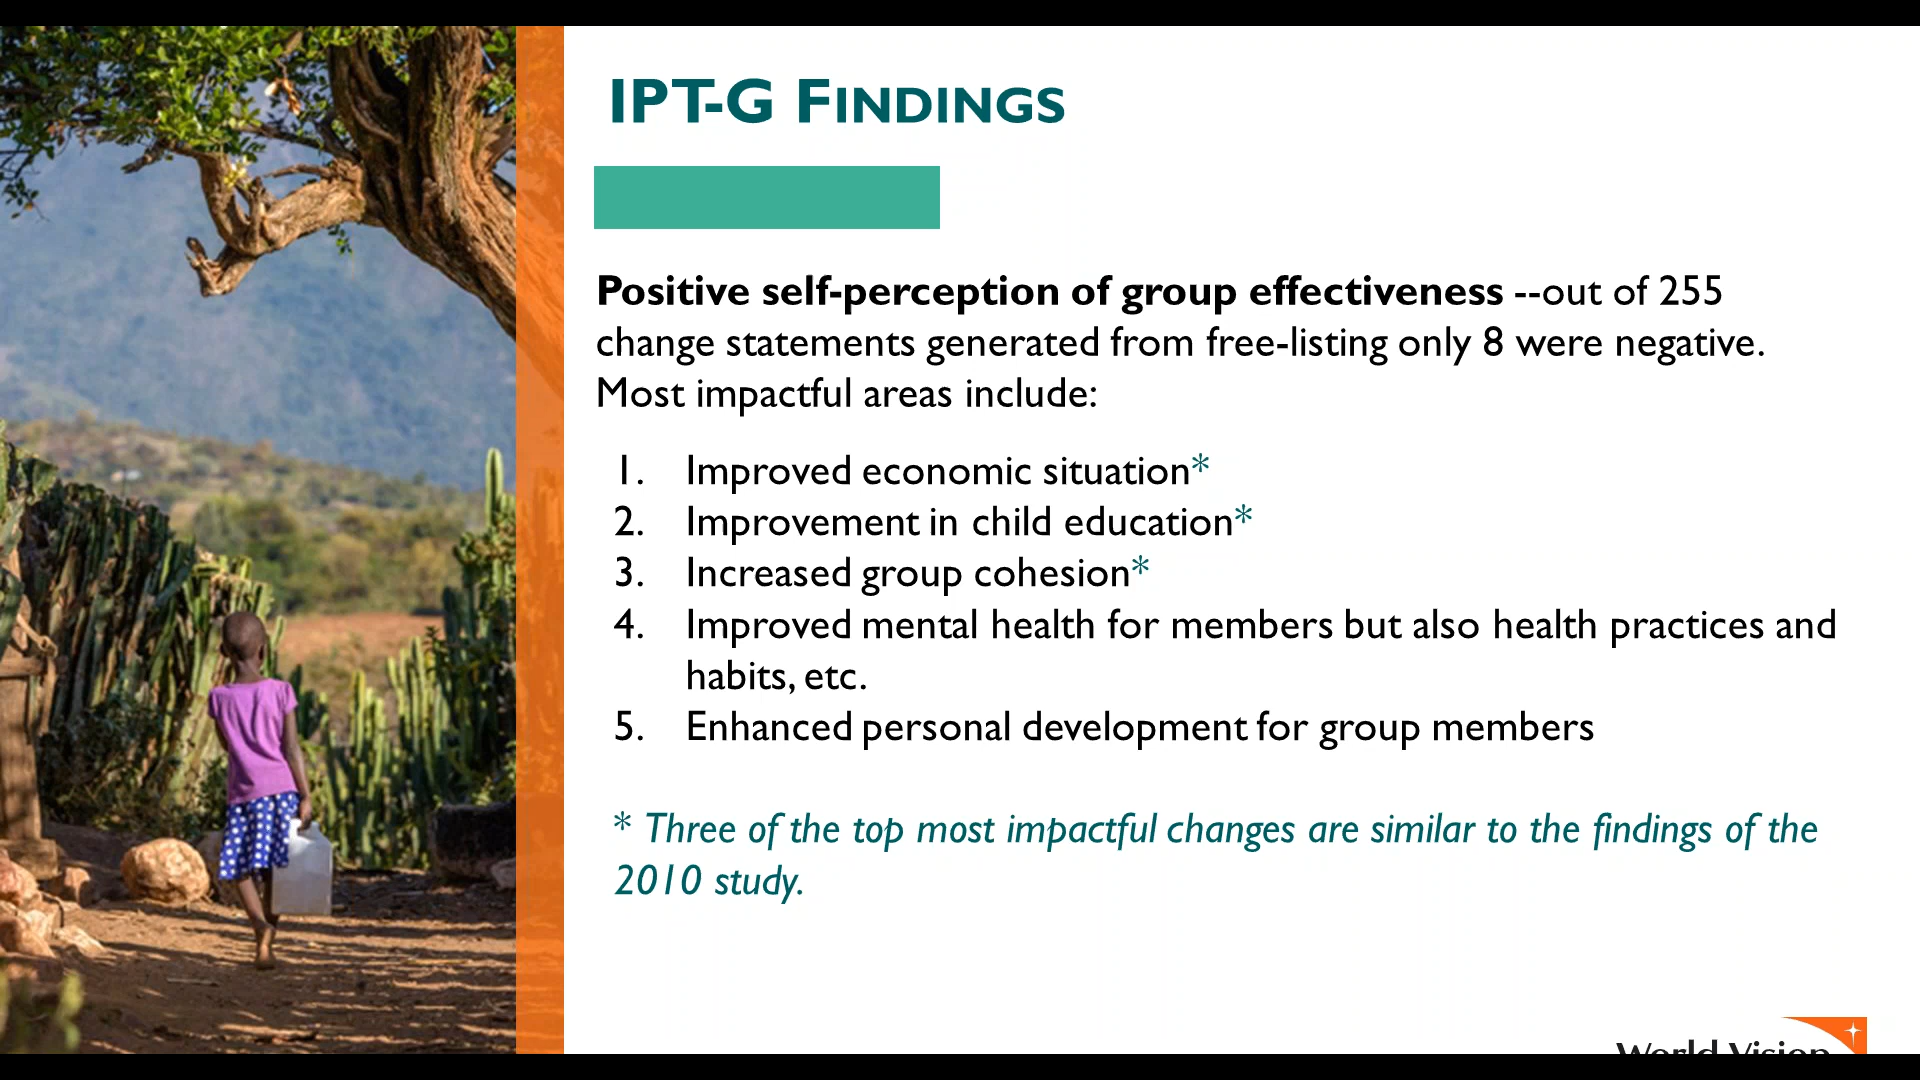 IPT-G FINDINGS
Positive self-perception of group effectiveness --out of 255
change statements generated from free-listing only 8 were negative.
Most impactful areas include:
1. Improved economic situation*
2. Improvement in child education*
3. Increased group cohesion*
4. Improved mental health for members but also health practices and
habits, etc.
5. Enhanced personal development for group members
* Three of the top most impactful changes are similar to the findings of the
2010 study.
World Vision